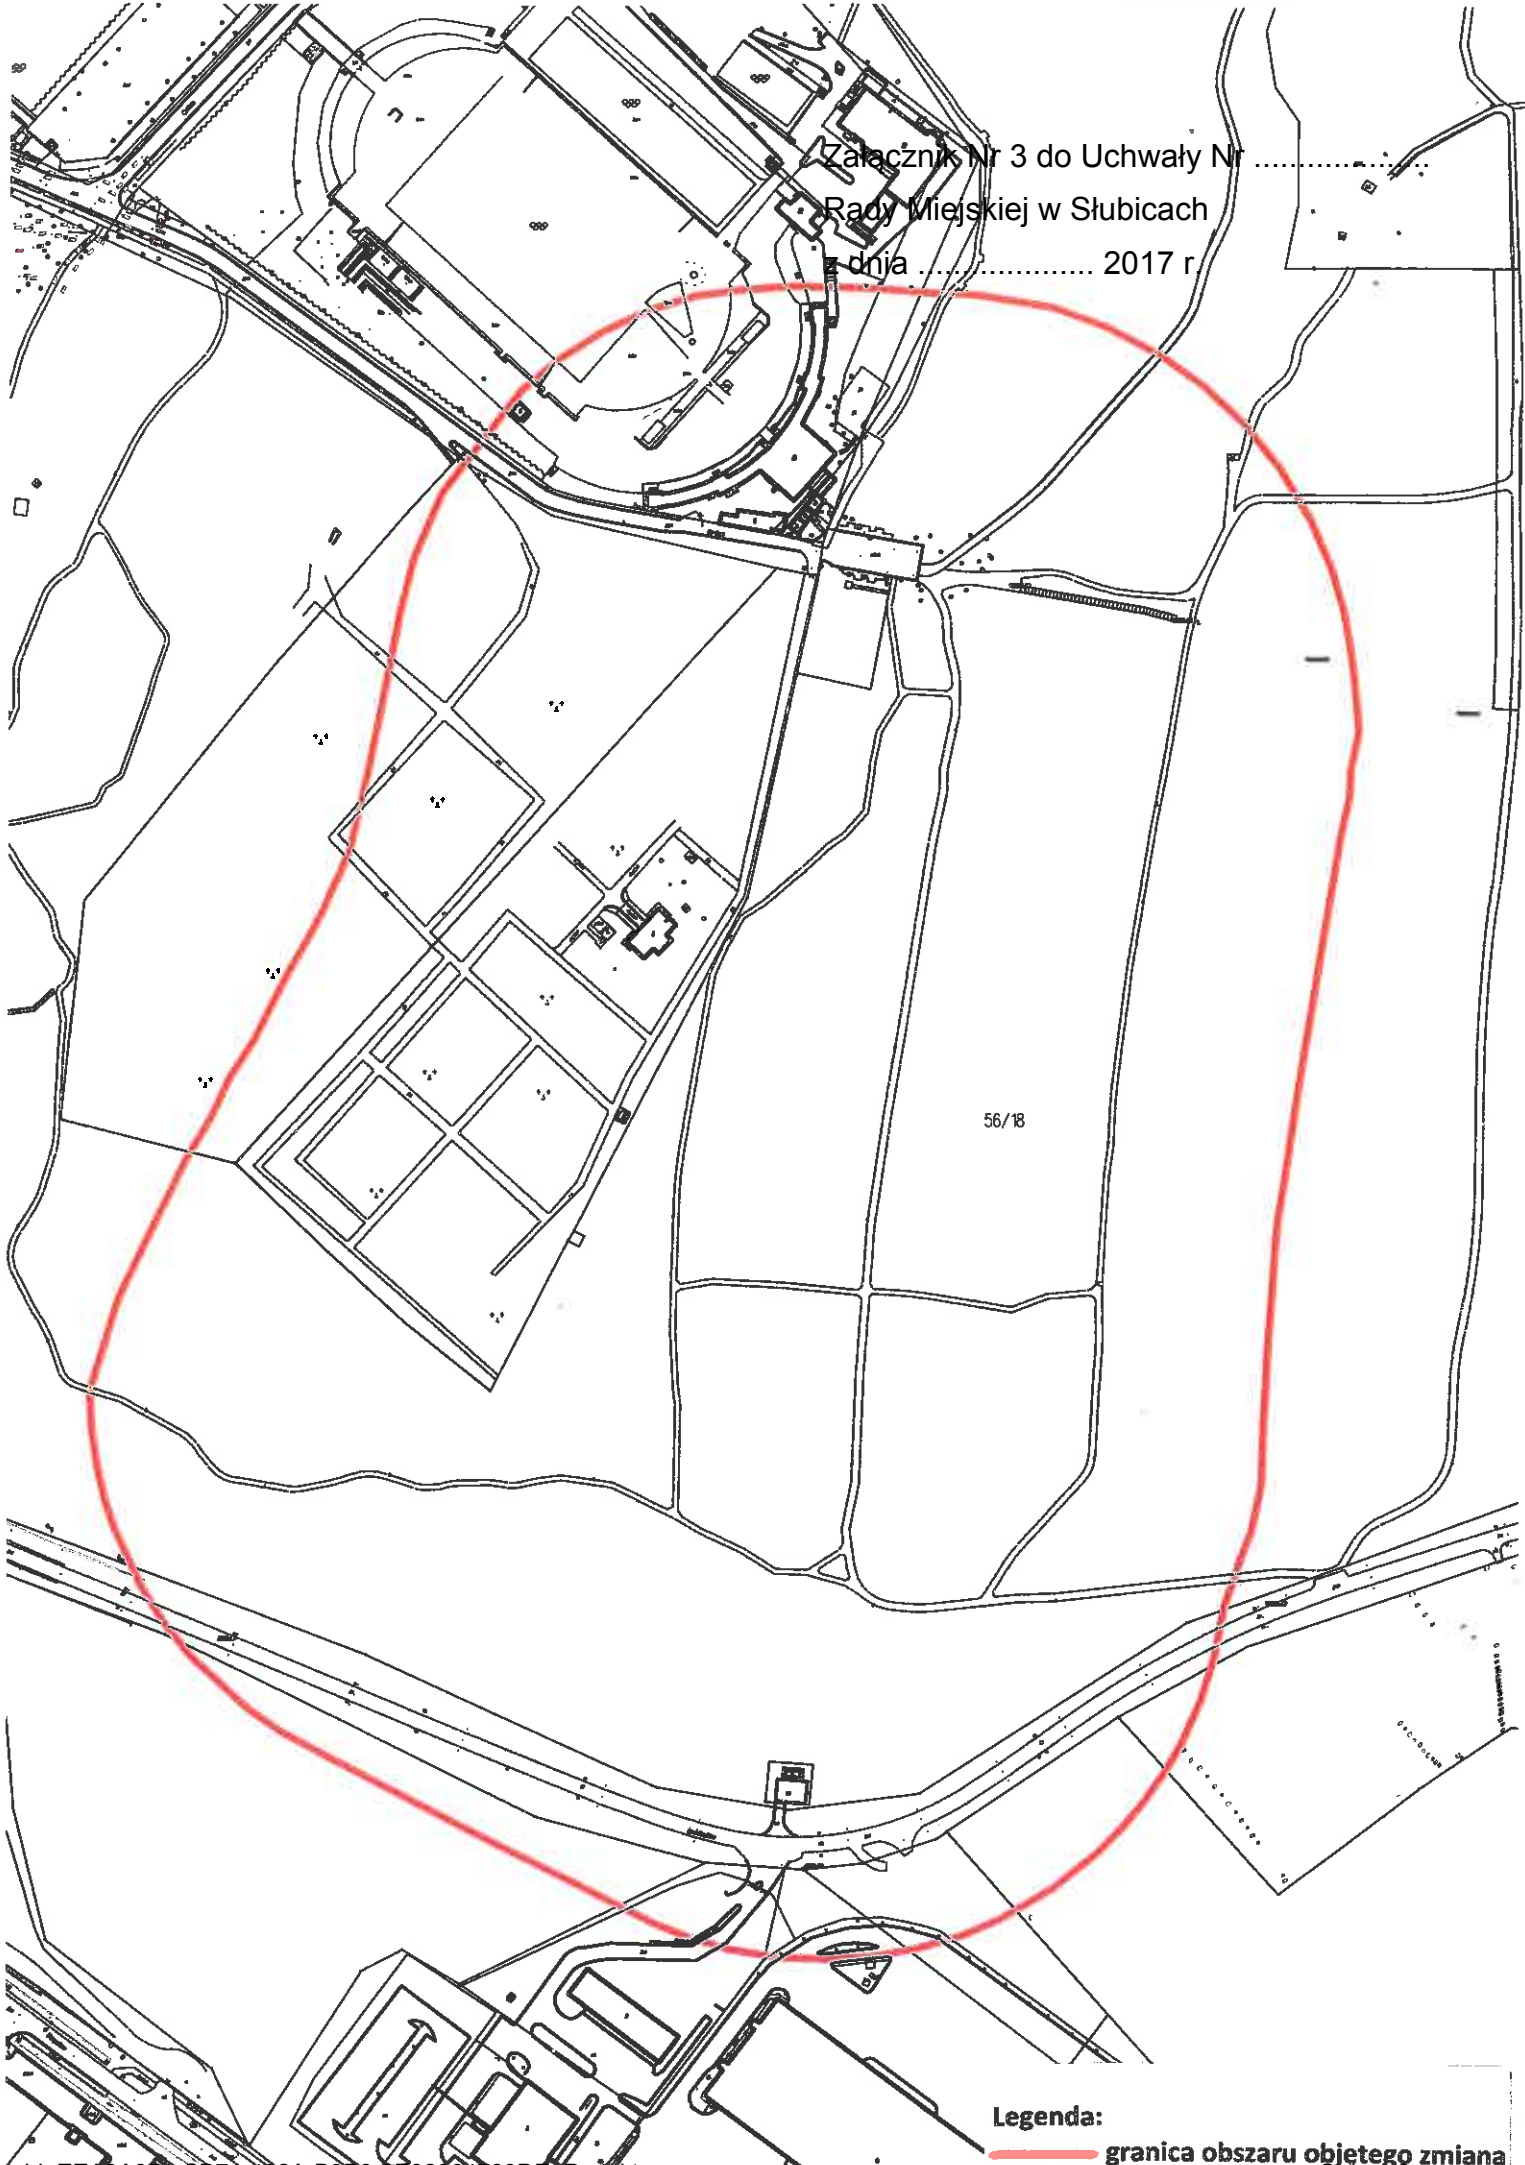 Załącznik Nr 3 do Uchwały Nr ....................
Rady Miejskiej w Słubicach
z dnia .................... 2017 r.
56/18
Legenda:
granica obszaru objętego zmianą